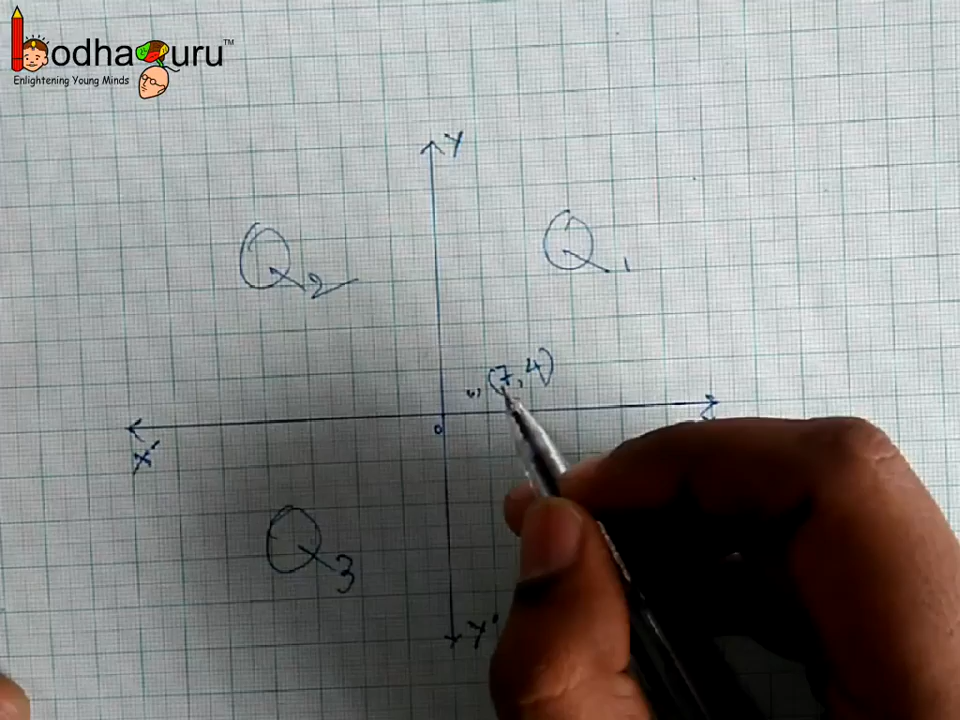 bodhaGuru™
Enlightening Young Minds
Y
Q2
Q1
(7, 4)
X'
0
Q3
Y'